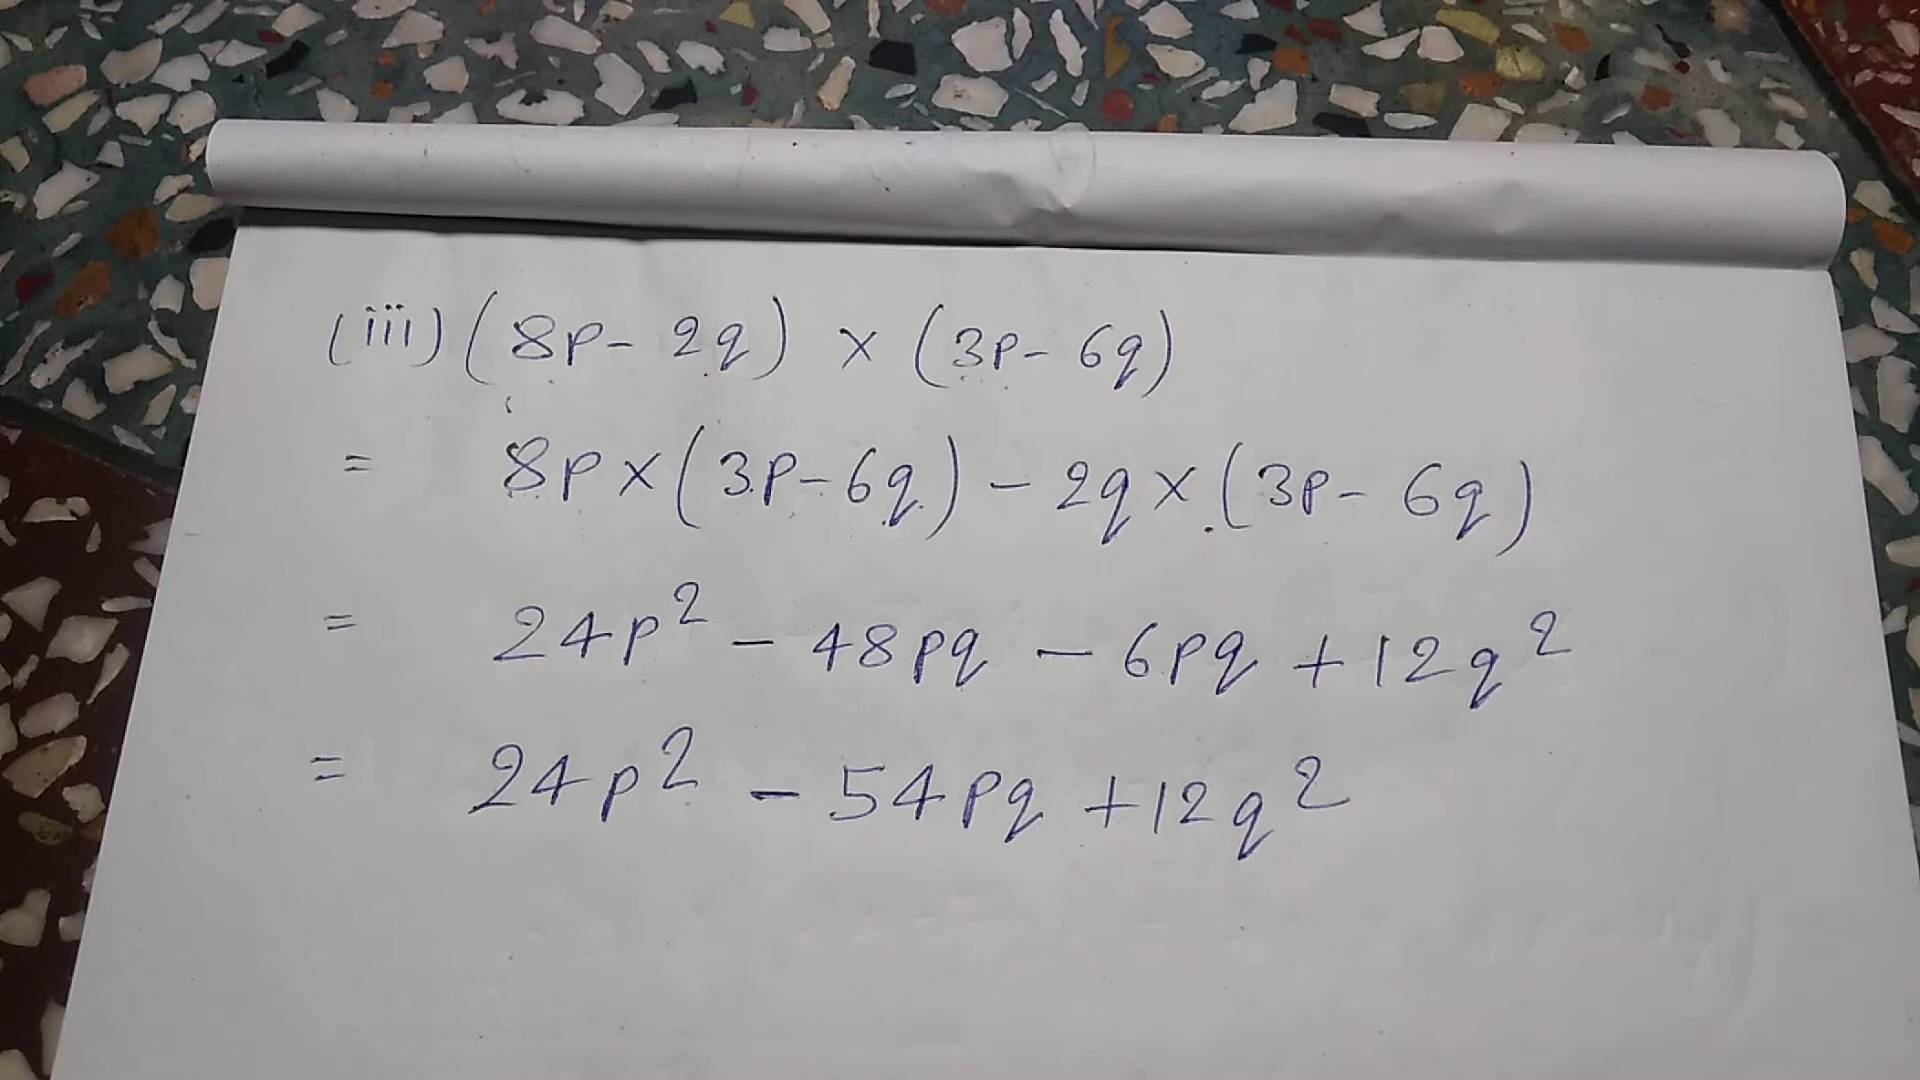 (iii) (8p - 2q) × (3p - 6q)
= 8p × (3p - 6q) - 2q × (3p - 6q)
= 24p² - 48pq - 6pq + 12q²
= 24p² - 54pq + 12q²